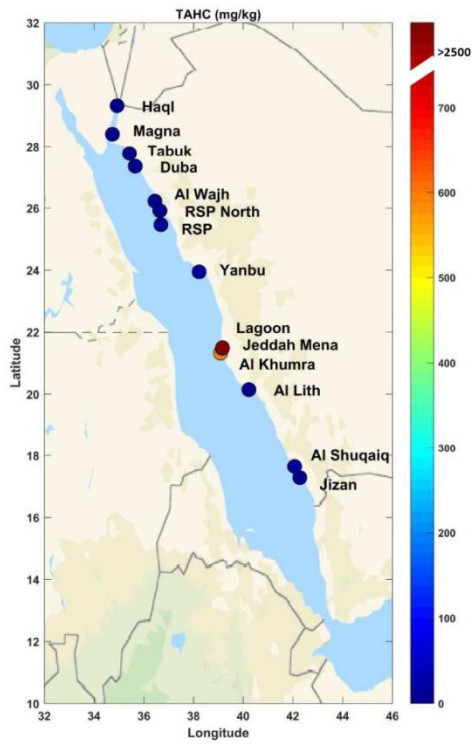 TAHC (mg/kg)
32
30
28
26
24
22
20
18
16
14
12
10
Latitude
Haql
Magna
Tabuk
Duba
Al Wajh
RSP North
RSP
Yanbu
Lagoon
Jeddah Mena
Al Khumra
Al Lith
Al Shuqaiq
Jizan
32
34
36
38
40
42
44
46
Longitude
>2500
700
600
500
400
300
200
100
0